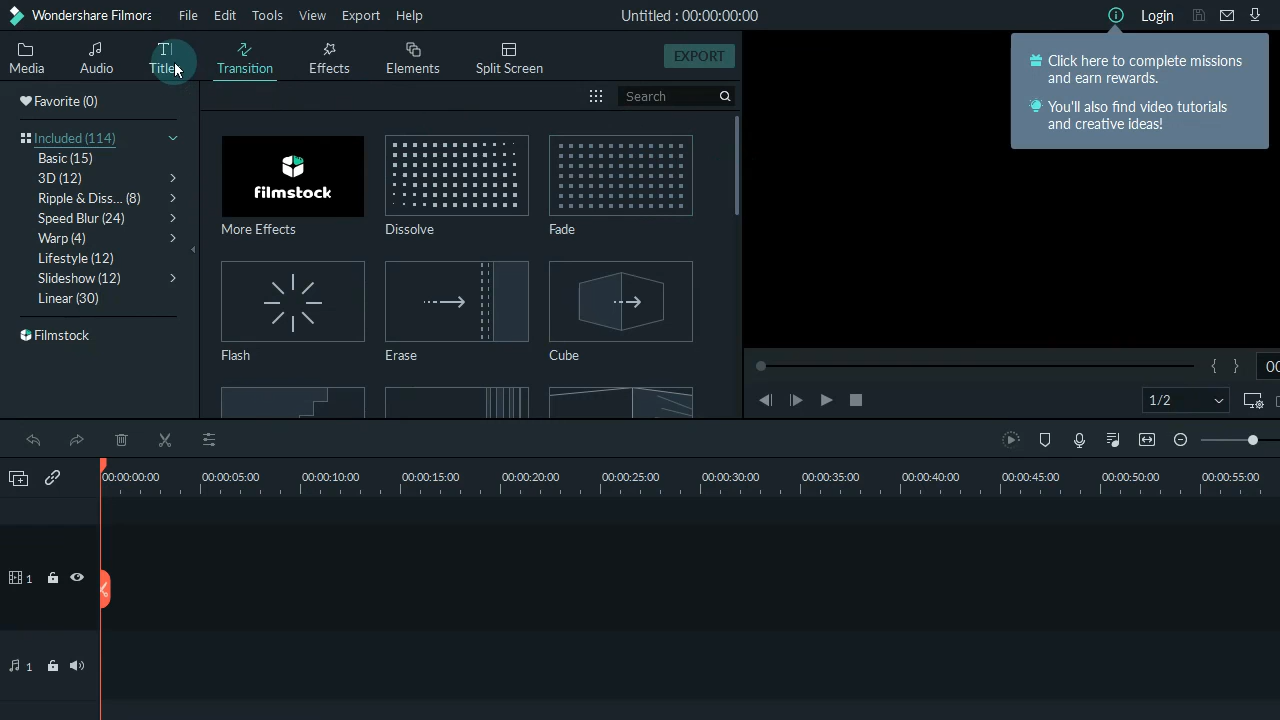 Wondershare Filmora
File Edit Tools View Export Help
Untitled : 00:00:00:00
Login
Media Audio Titles Transition Effects Elements Split Screen
EXPORT
Click here to complete missions
and earn rewards.
You'll also find video tutorials
and creative ideas!
Favorite (0)
Search
Included (114)
Basic (15)
3D (12)
Ripple & Diss... (8)
Speed Blur (24)
Warp (4)
Lifestyle (12)
Slideshow (12)
Linear (30)
Filmstock
filmstock
More Effects Dissolve Fade
Flash Erase Cube
{ } 00
1/2
00:00:00:00 00:00:05:00 00:00:10:00 00:00:15:00 00:00:20:00 00:00:25:00 00:00:30:00 00:00:35:00 00:00:40:00 00:00:45:00 00:00:50:00 00:00:55:00
1
1